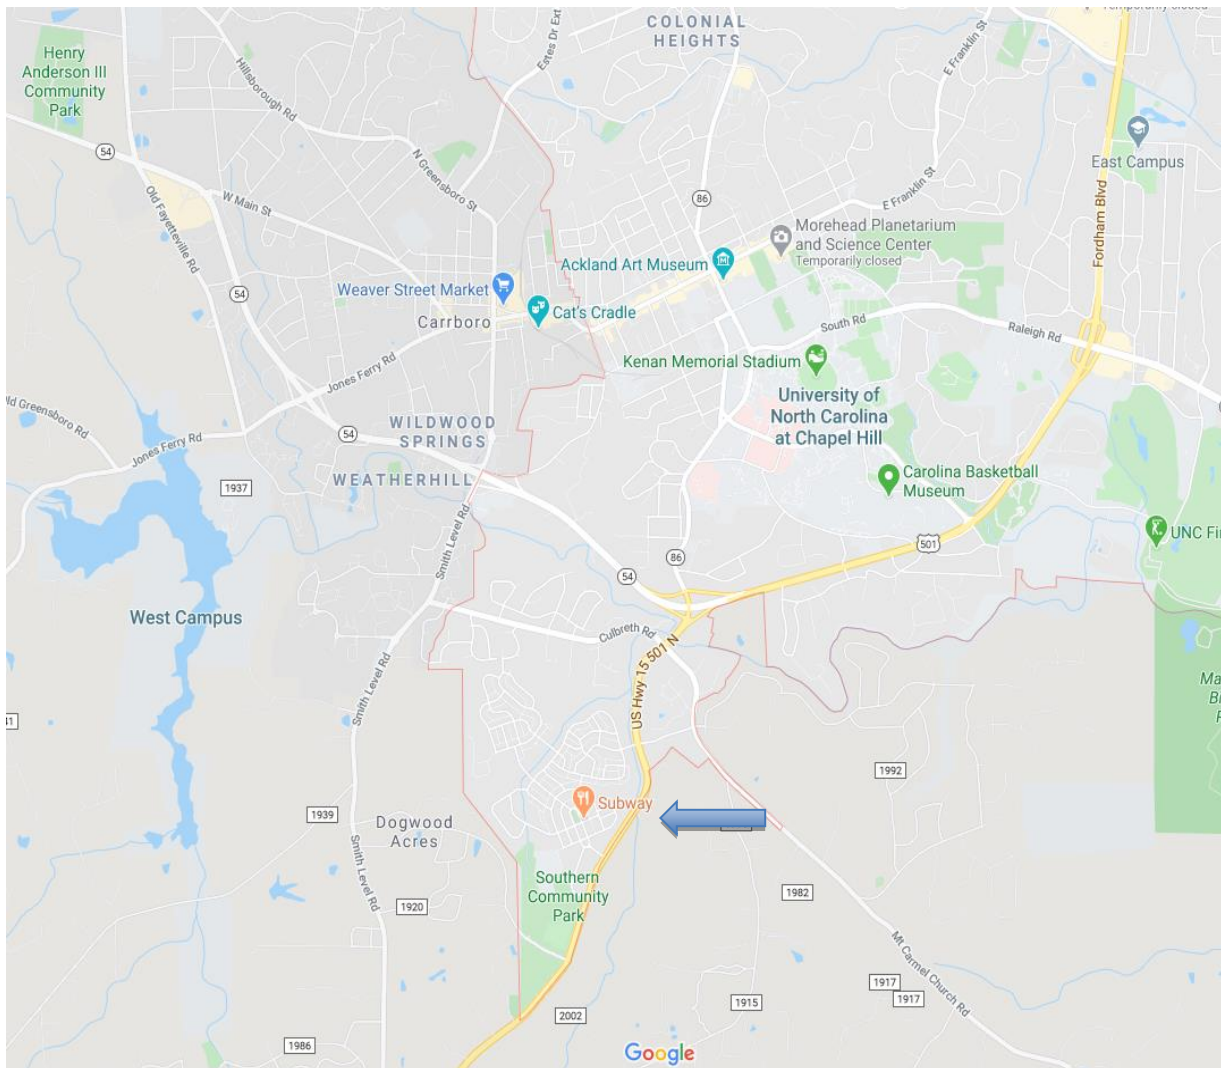 Temporarily closed
COLONIAL
HEIGHTS
Henry
Anderson III
Community
Park
Hillsborough Rd
Estes Dr Ext
E Franklin St
54
N Greensboro St
East Campus
Old Fayetteville Rd
W Main St
86
E Franklin St
Fordham Blvd
Morehead Planetarium
and Science Center
Temporarily closed
Ackland Art Museum
54
Weaver Street Market
Cat's Cradle
Carrboro
South Rd
Raleigh Rd
Jones Ferry Rd
Kenan Memorial Stadium
University of
North Carolina
at Chapel Hill
Old Greensboro Rd
WILDWOOD
SPRINGS
54
Jones Ferry Rd
WEATHERHILL
1937
Carolina Basketball
Museum
Smith Level Rd
UNC Fi
501
86
54
West Campus
Culbreth Rd
US Hwy 15 501 N
Smith Level Rd
Ma
B
41
1992
Subway
1939
Dogwood
Acres
Smith Level Rd
Southern
Community
Park
1982
1920
Mt Carmel Church Rd
1917
1917
1915
2002
1986
Google